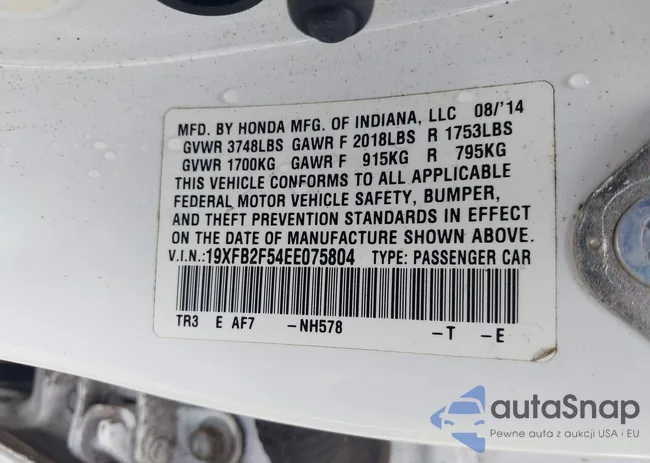 MFD. BY HONDA MFG. OF INDIANA, LLC 08/'14
GVWR 3748LBS GAWR F 2018LBS R 1753LBS
GVWR 1700KG GAWR F 915KG R 795KG
THIS VEHICLE CONFORMS TO ALL APPLICABLE
FEDERAL MOTOR VEHICLE SAFETY, BUMPER,
AND THEFT PREVENTION STANDARDS IN EFFECT
ON THE DATE OF MANUFACTURE SHOWN ABOVE.
V.I.N.:19XFB2F54EE075804 TYPE: PASSENGER CAR
TR3 E AF7 -NH578 -T -E
autaSnap
Pewne auta z aukcji USA i EU